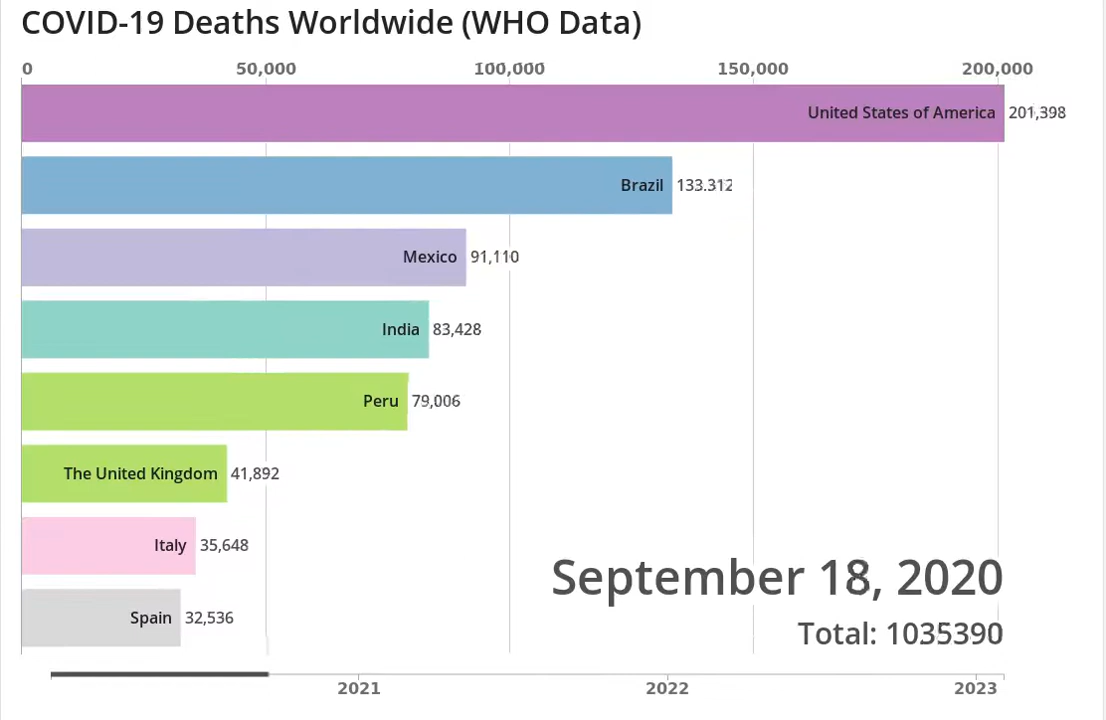 COVID-19 Deaths Worldwide (WHO Data)
0 50,000 100,000 150,000 200,000
United States of America 201,398
Brazil 133.312
Mexico 91,110
India 83,428
Peru 79,006
The United Kingdom 41,892
Italy 35,648
Spain 32,536
September 18, 2020
Total: 1035390
2021 2022 2023